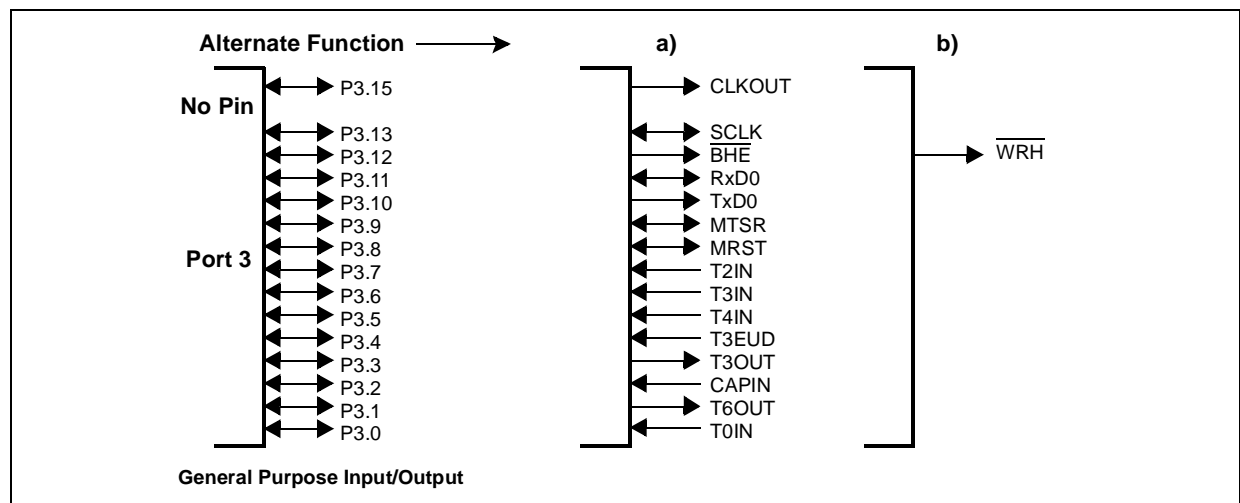 Alternate Function a) b)
No Pin
Port 3
P3.15
P3.13
P3.12
P3.11
P3.10
P3.9
P3.8
P3.7
P3.6
P3.5
P3.4
P3.3
P3.2
P3.1
P3.0
General Purpose Input/Output
CLKOUT
SCLK
BHE
RxD0
TxD0
MTSR
MRST
T2IN
T3IN
T4IN
T3EUD
T3OUT
CAPIN
T6OUT
T0IN
WRH